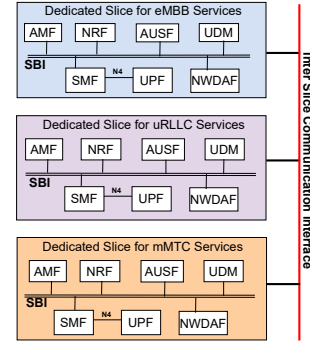 Dedicated Slice for eMBB Services
AMF NRF AUSF UDM
SBI
SMF N4 UPF NWDAF
Dedicated Slice for uRLLC Services
AMF NRF AUSF UDM
SBI
SMF N4 UPF NWDAF
Dedicated Slice for mMTC Services
AMF NRF AUSF UDM
SBI
SMF N4 UPF NWDAF
Inter Slice Communication Interface